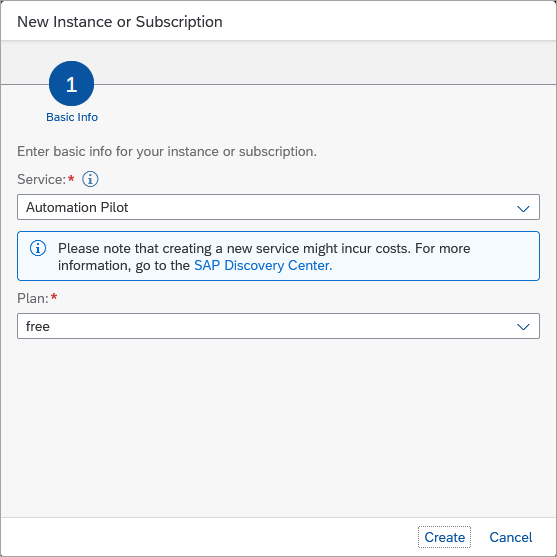 New Instance or Subscription
1
Basic Info
Enter basic info for your instance or subscription.
Service:*
Automation Pilot
Please note that creating a new service might incur costs. For more
information, go to the SAP Discovery Center.
Plan:*
free
Create Cancel